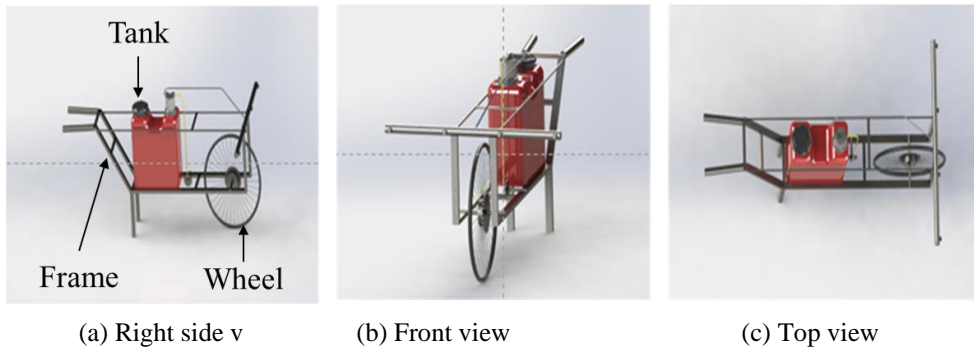 Tank
Frame
Wheel
(a) Right side v
(b) Front view
(c) Top view